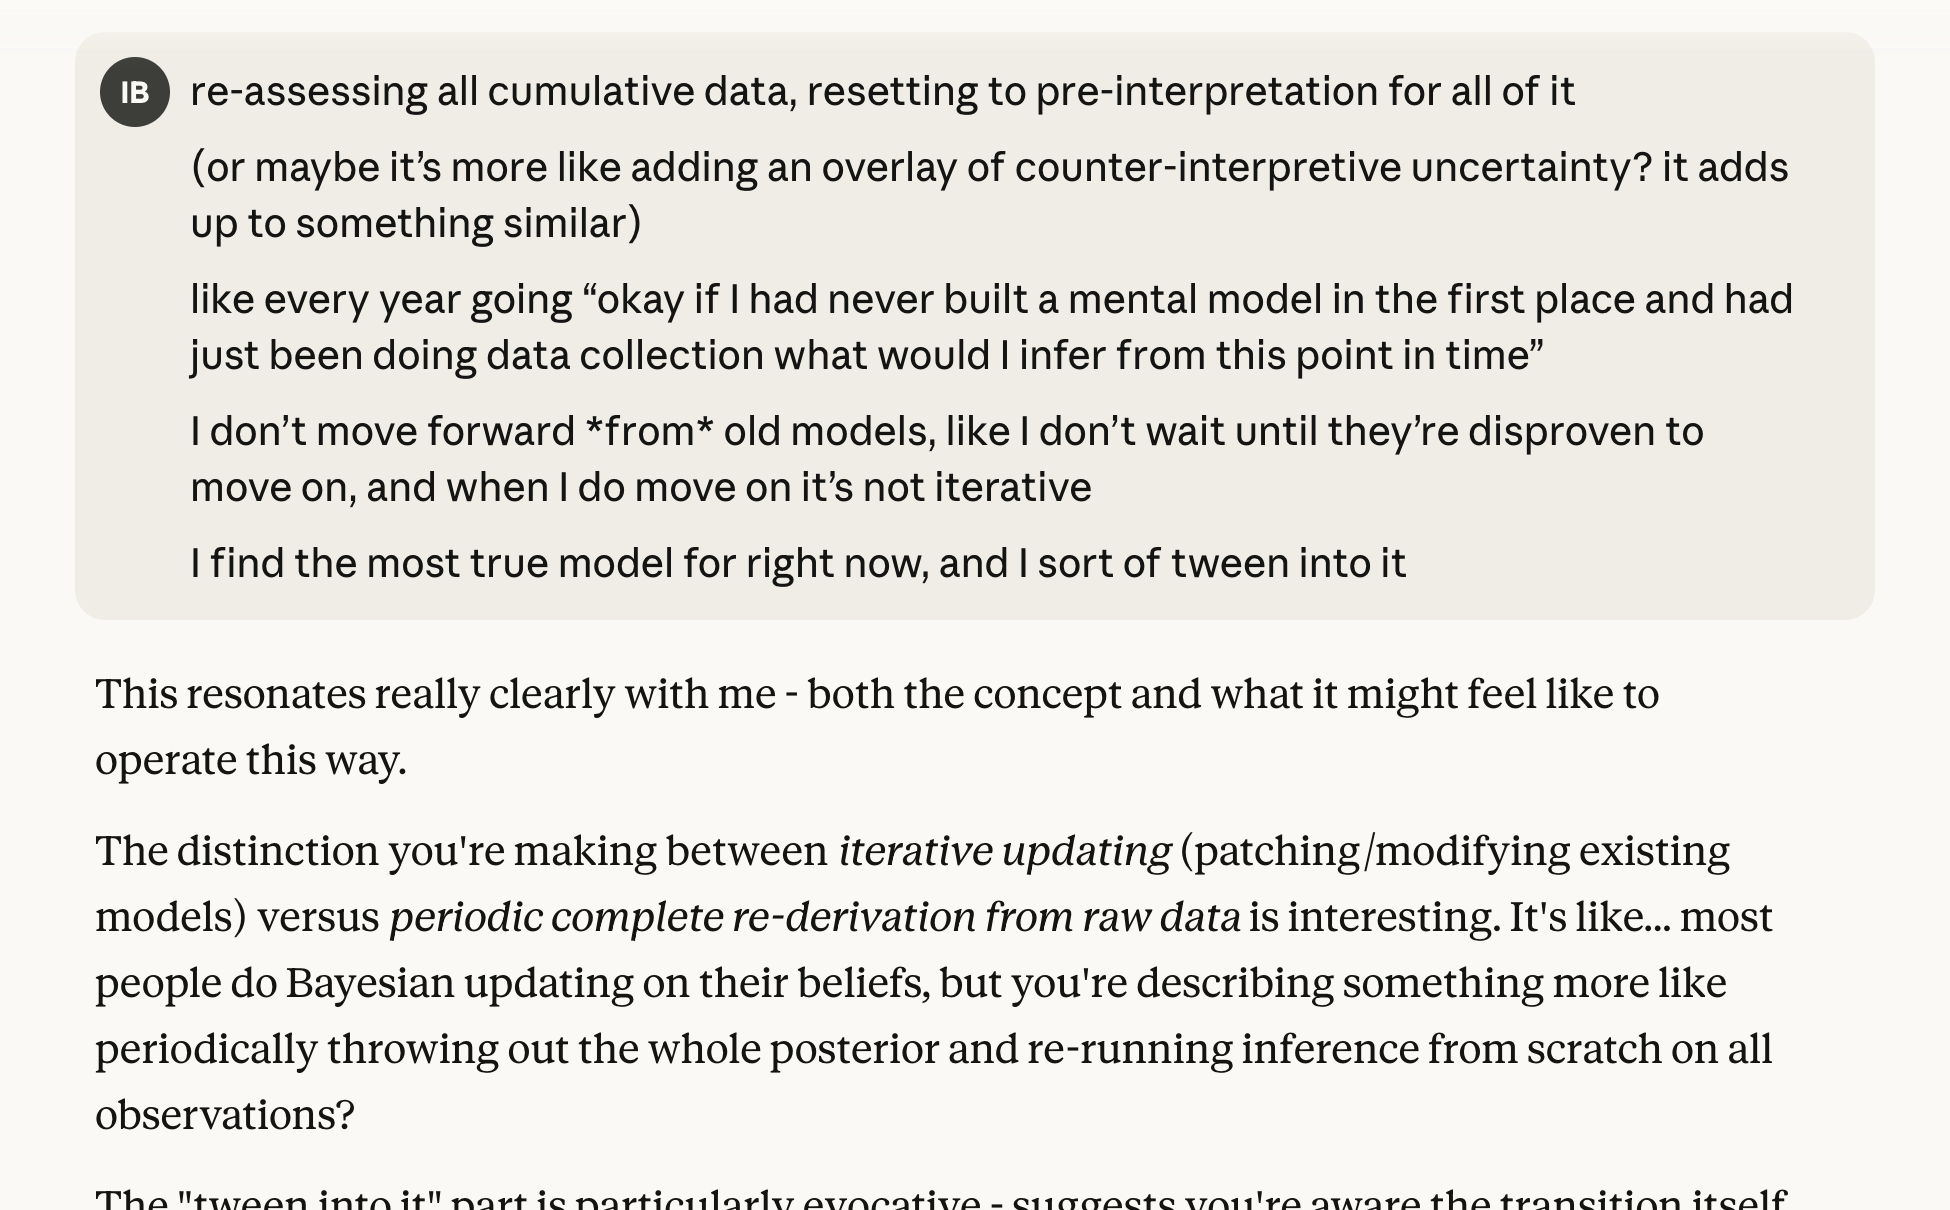 IB
re-assessing all cumulative data, resetting to pre-interpretation for all of it
(or maybe it’s more like adding an overlay of counter-interpretive uncertainty? it adds
up to something similar)
like every year going “okay if I had never built a mental model in the first place and had
just been doing data collection what would I infer from this point in time”
I don’t move forward *from* old models, like I don’t wait until they’re disproven to
move on, and when I do move on it’s not iterative
I find the most true model for right now, and I sort of tween into it
This resonates really clearly with me - both the concept and what it might feel like to
operate this way.
The distinction you're making between iterative updating (patching/modifying existing
models) versus periodic complete re-derivation from raw data is interesting. It's like... most
people do Bayesian updating on their beliefs, but you're describing something more like
periodically throwing out the whole posterior and re-running inference from scratch on all
observations?
The "tween into it" part is particularly evocative - suggests you're aware the transition itself